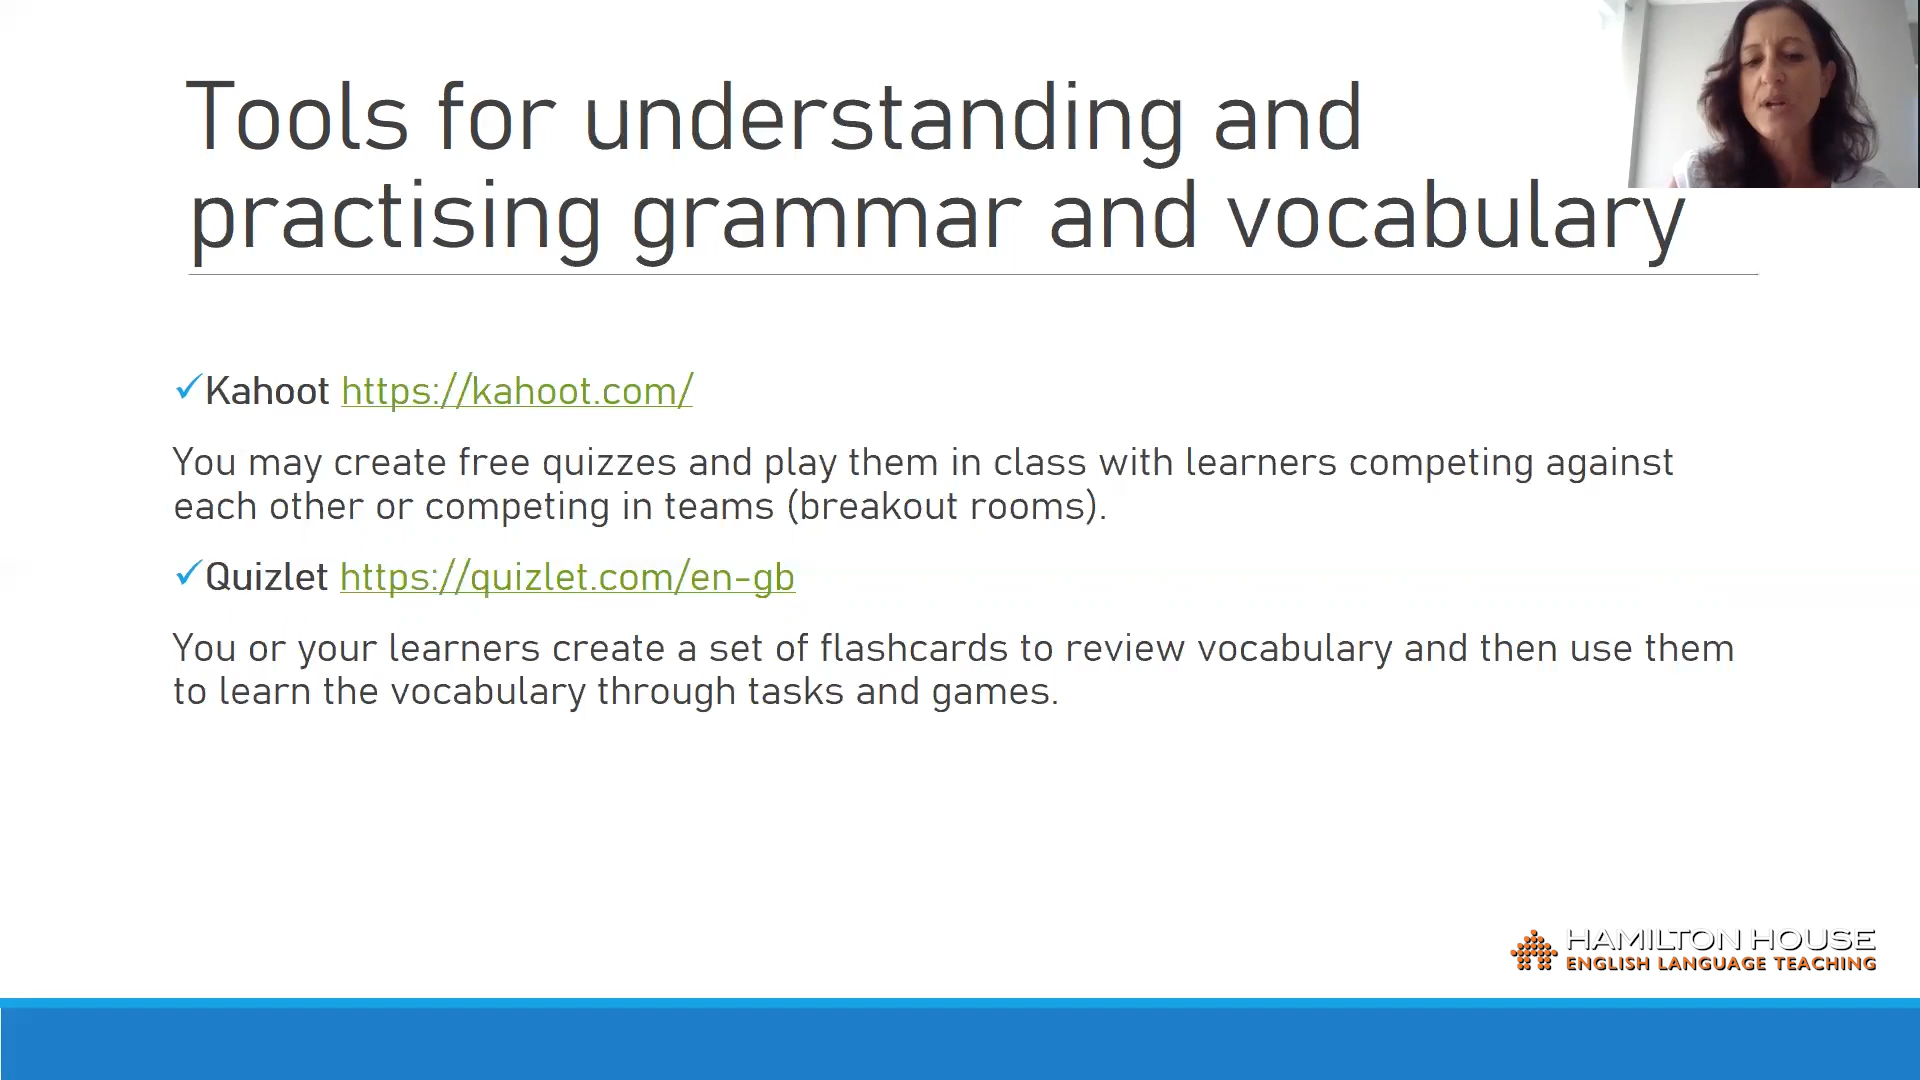 Tools for understanding and
practising grammar and vocabulary
✓Kahoot https://kahoot.com/
You may create free quizzes and play them in class with learners competing against
each other or competing in teams (breakout rooms).
✓Quizlet https://quizlet.com/en-gb
You or your learners create a set of flashcards to review vocabulary and then use them
to learn the vocabulary through tasks and games.
HAMILTON HOUSE
ENGLISH LANGUAGE TEACHING